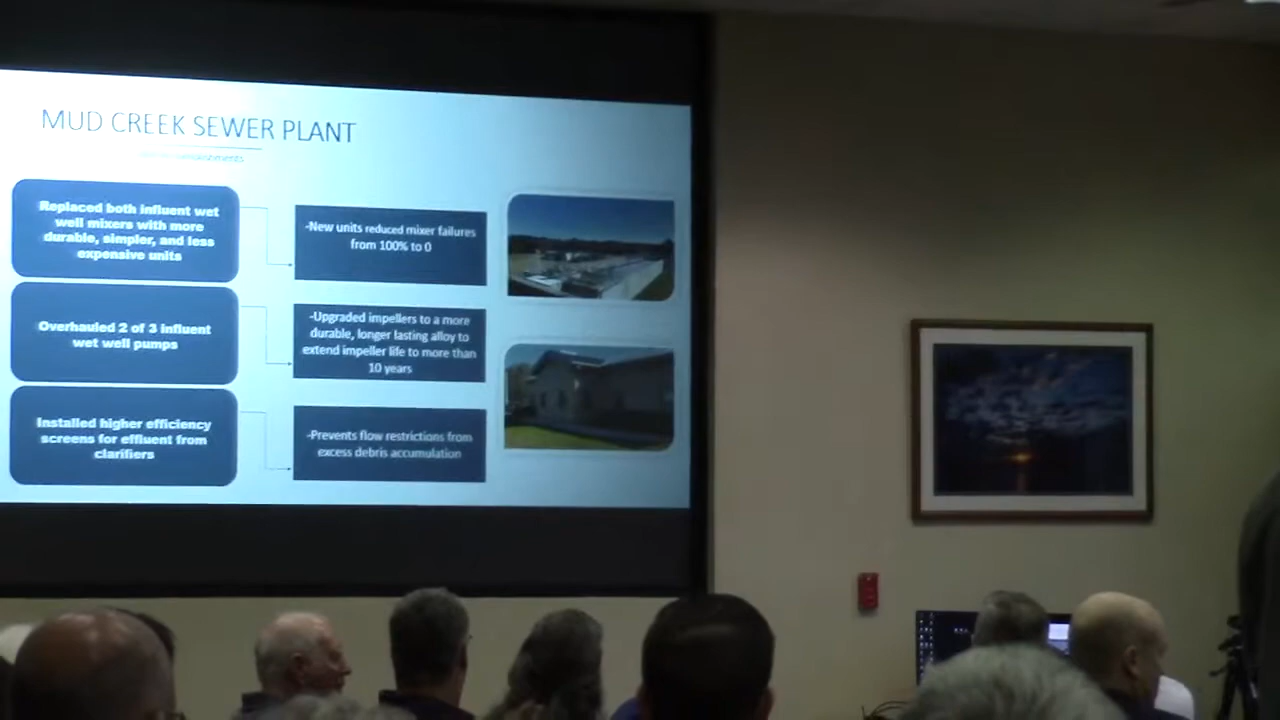 MUD CREEK SEWER PLANT
Replaced both influent wet
well mixers with more
durable, simpler, and less
expensive units
-New units reduced mixer failures
from 100% to 0
Overhauled 2 of 3 influent
wet well pumps
-Upgraded impellers to a more
durable, longer lasting alloy to
extend impeller life to more than
10 years
Installed higher efficiency
screens for effluent from
clarifiers
-Prevents flow restrictions from
excess debris accumulation